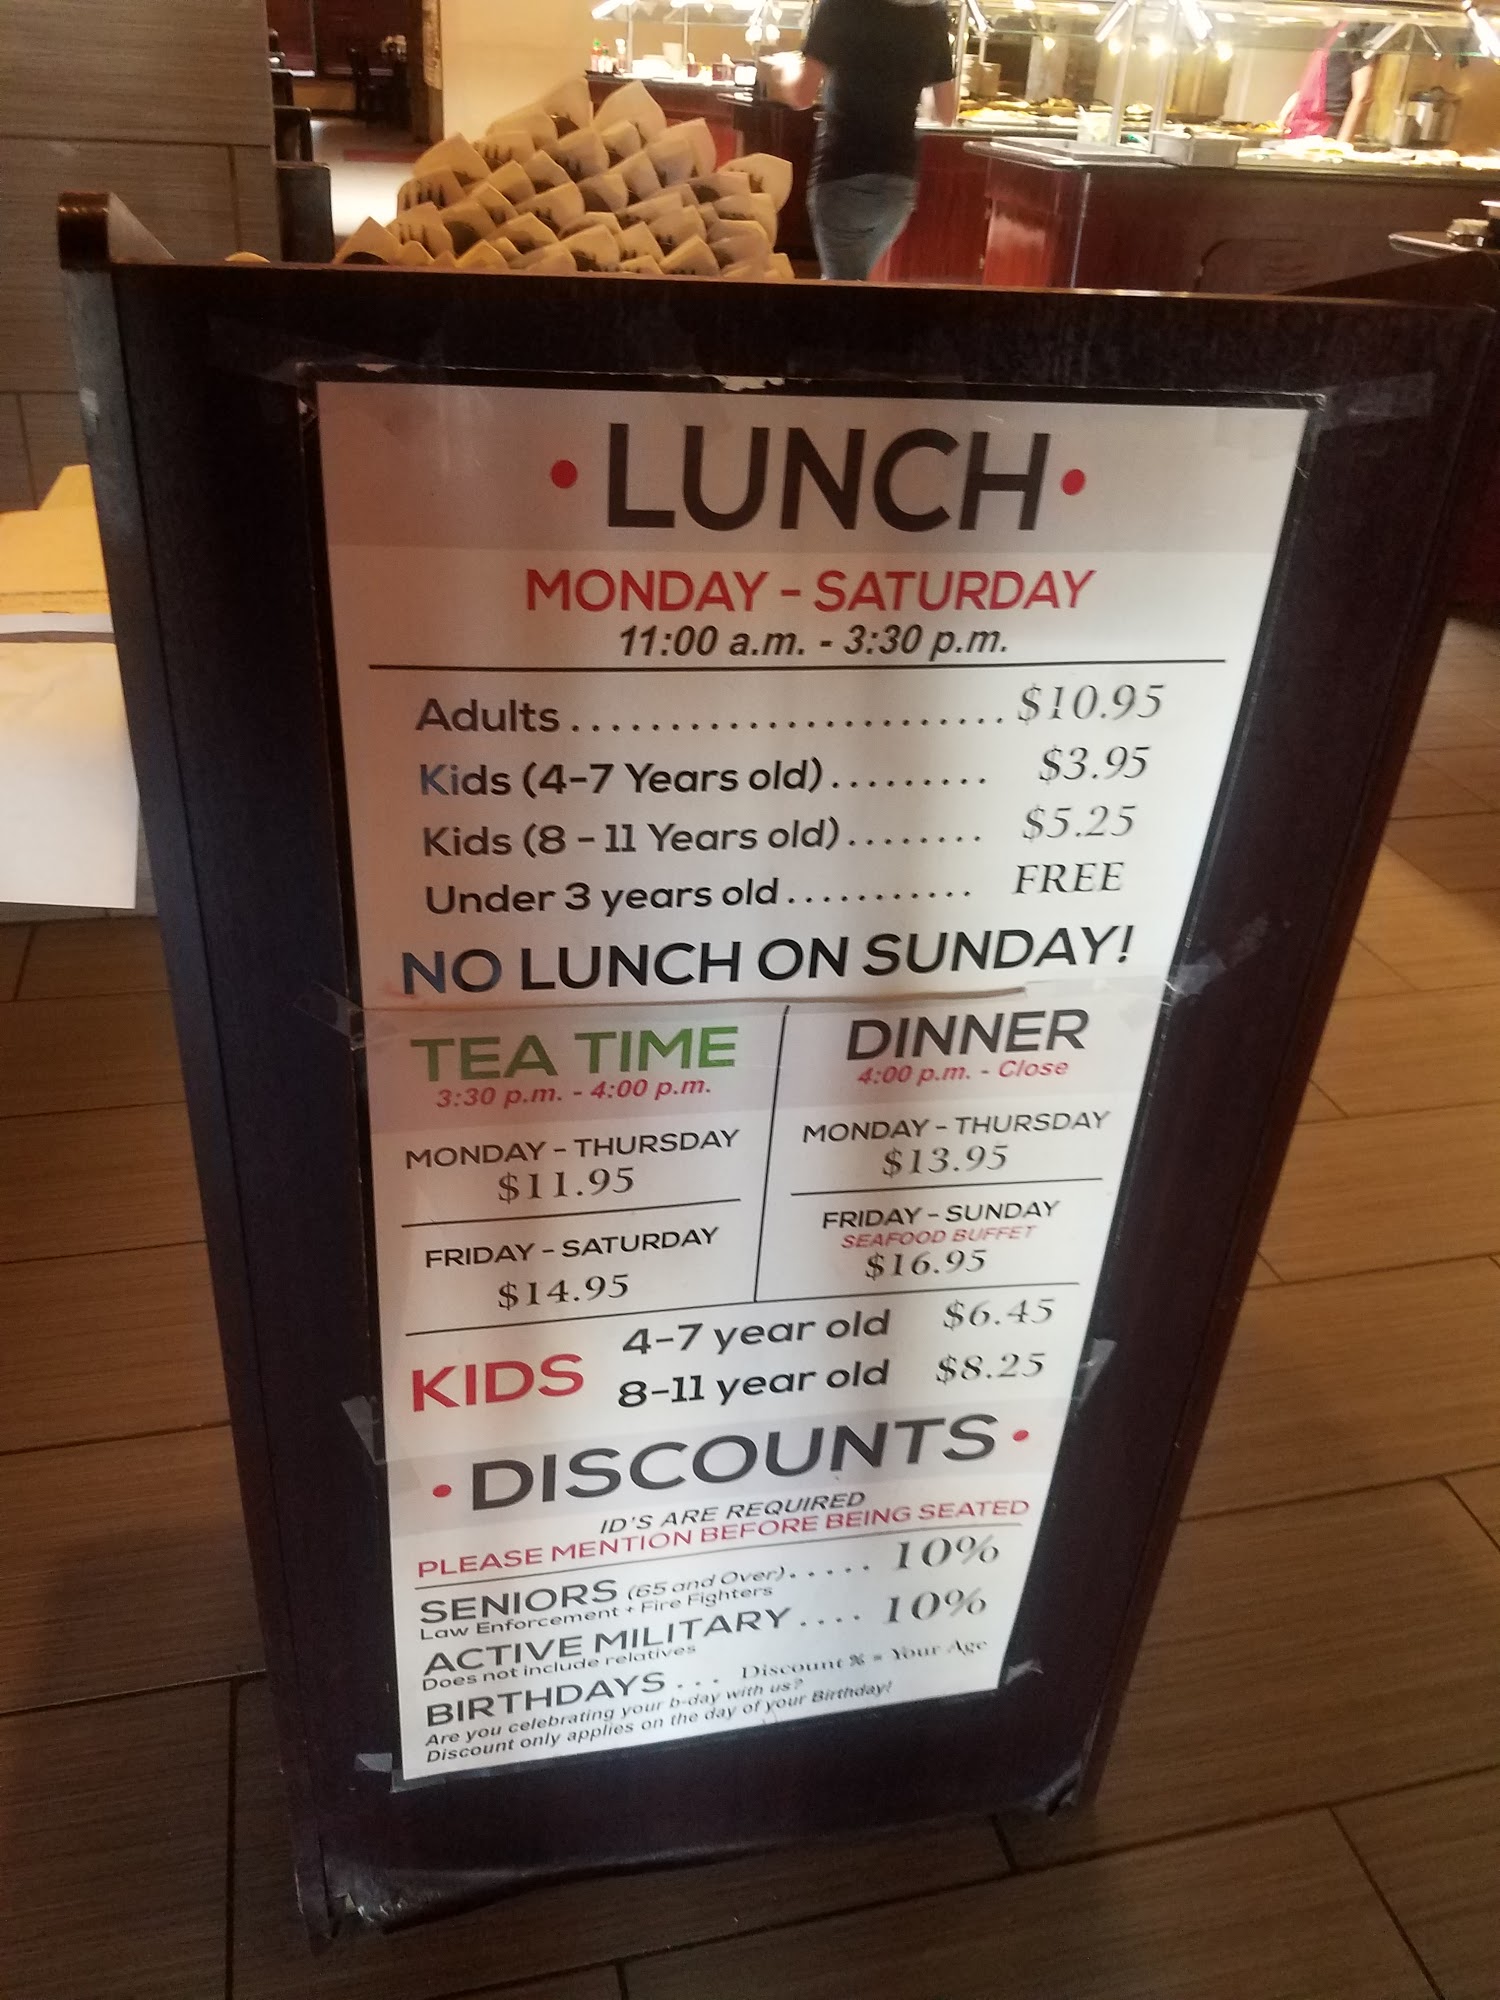 • LUNCH •
MONDAY - SATURDAY
11:00 a.m. - 3:30 p.m.
Adults ....................... $10.95
Kids (4-7 Years old) ......... $3.95
Kids (8 - 11 Years old) ........ $5.25
Under 3 years old ........... FREE
NO LUNCH ON SUNDAY!
TEA TIME
3:30 p.m. - 4:00 p.m.
MONDAY - THURSDAY
$11.95
FRIDAY - SATURDAY
$14.95
DINNER
4:00 p.m. - Close
MONDAY - THURSDAY
$13.95
FRIDAY - SUNDAY
SEAFOOD BUFFET
$16.95
KIDS
4-7 year old $6.45
8-11 year old $8.25
• DISCOUNTS •
ID'S ARE REQUIRED
PLEASE MENTION BEFORE BEING SEATED
SENIORS (65 and Over) ..... 10%
Law Enforcement + Fire Fighters
ACTIVE MILITARY .... 10%
Does not include relatives
BIRTHDAYS ... Discount % = Your Age
Are you celebrating your b-day with us?
Discount only applies on the day of your Birthday!